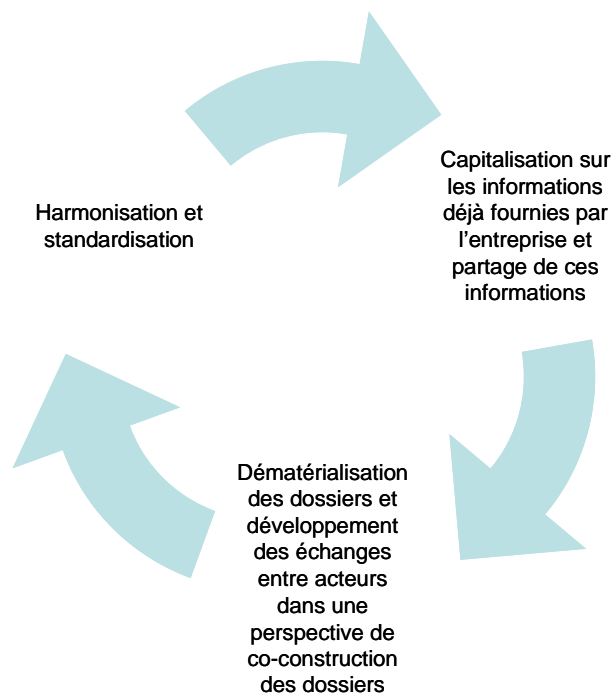 Harmonisation et
standardisation
Capitalisation sur
les informations
déjà fournies par
l'entreprise et
partage de ces
informations
Dématérialisation
des dossiers et
développement
des échanges
entre acteurs
dans une
perspective de
co-construction
des dossiers